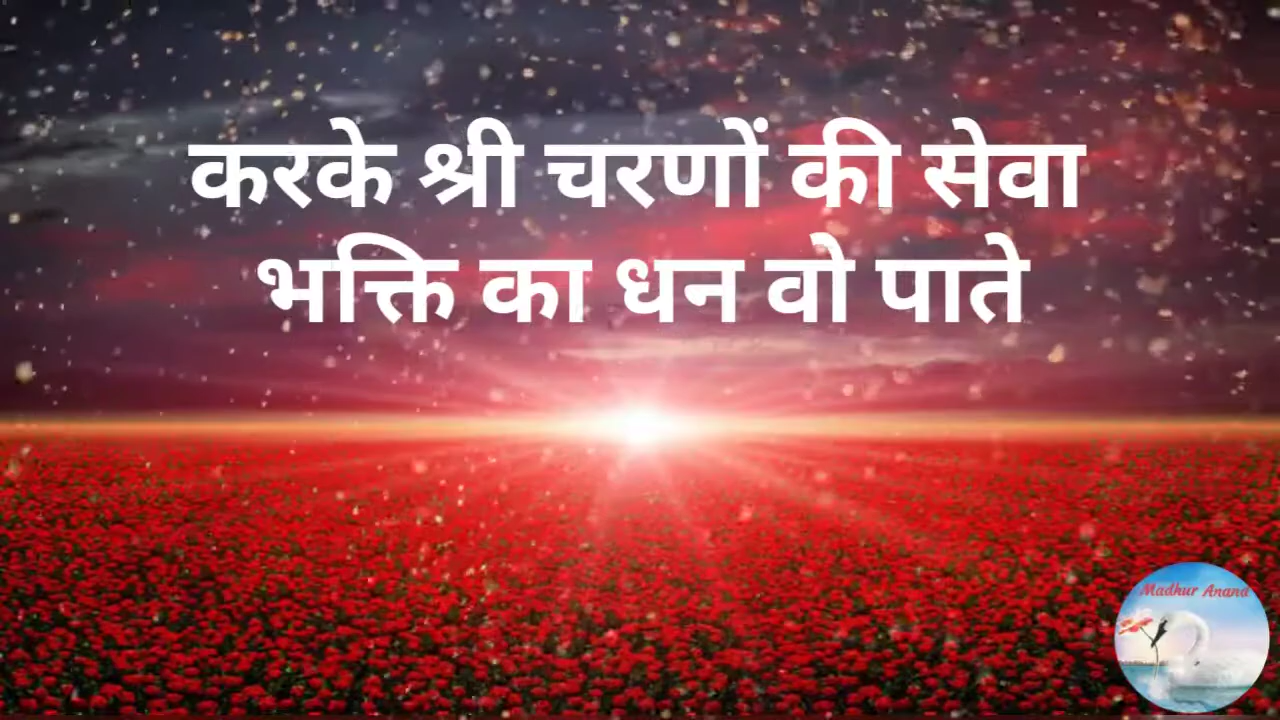 करके श्री चरणों की सेवा
भक्ति का धन वो पाते
Madhur Anand